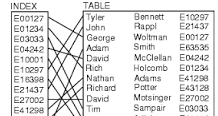 INDEX
E00127
E01234
E03033
E04242
E10001
E10297
E16398
E21437
E27002
E41298
TABLE
Tyler Bennett E10297
John Rappl E21437
George Woltman E00127
Adam Smith E63535
David McClellan E04242
Rich Holcomb E01234
Nathan Adams E41298
Richard Potter E43128
David Motsinger E27002
Tim Sampair E03033